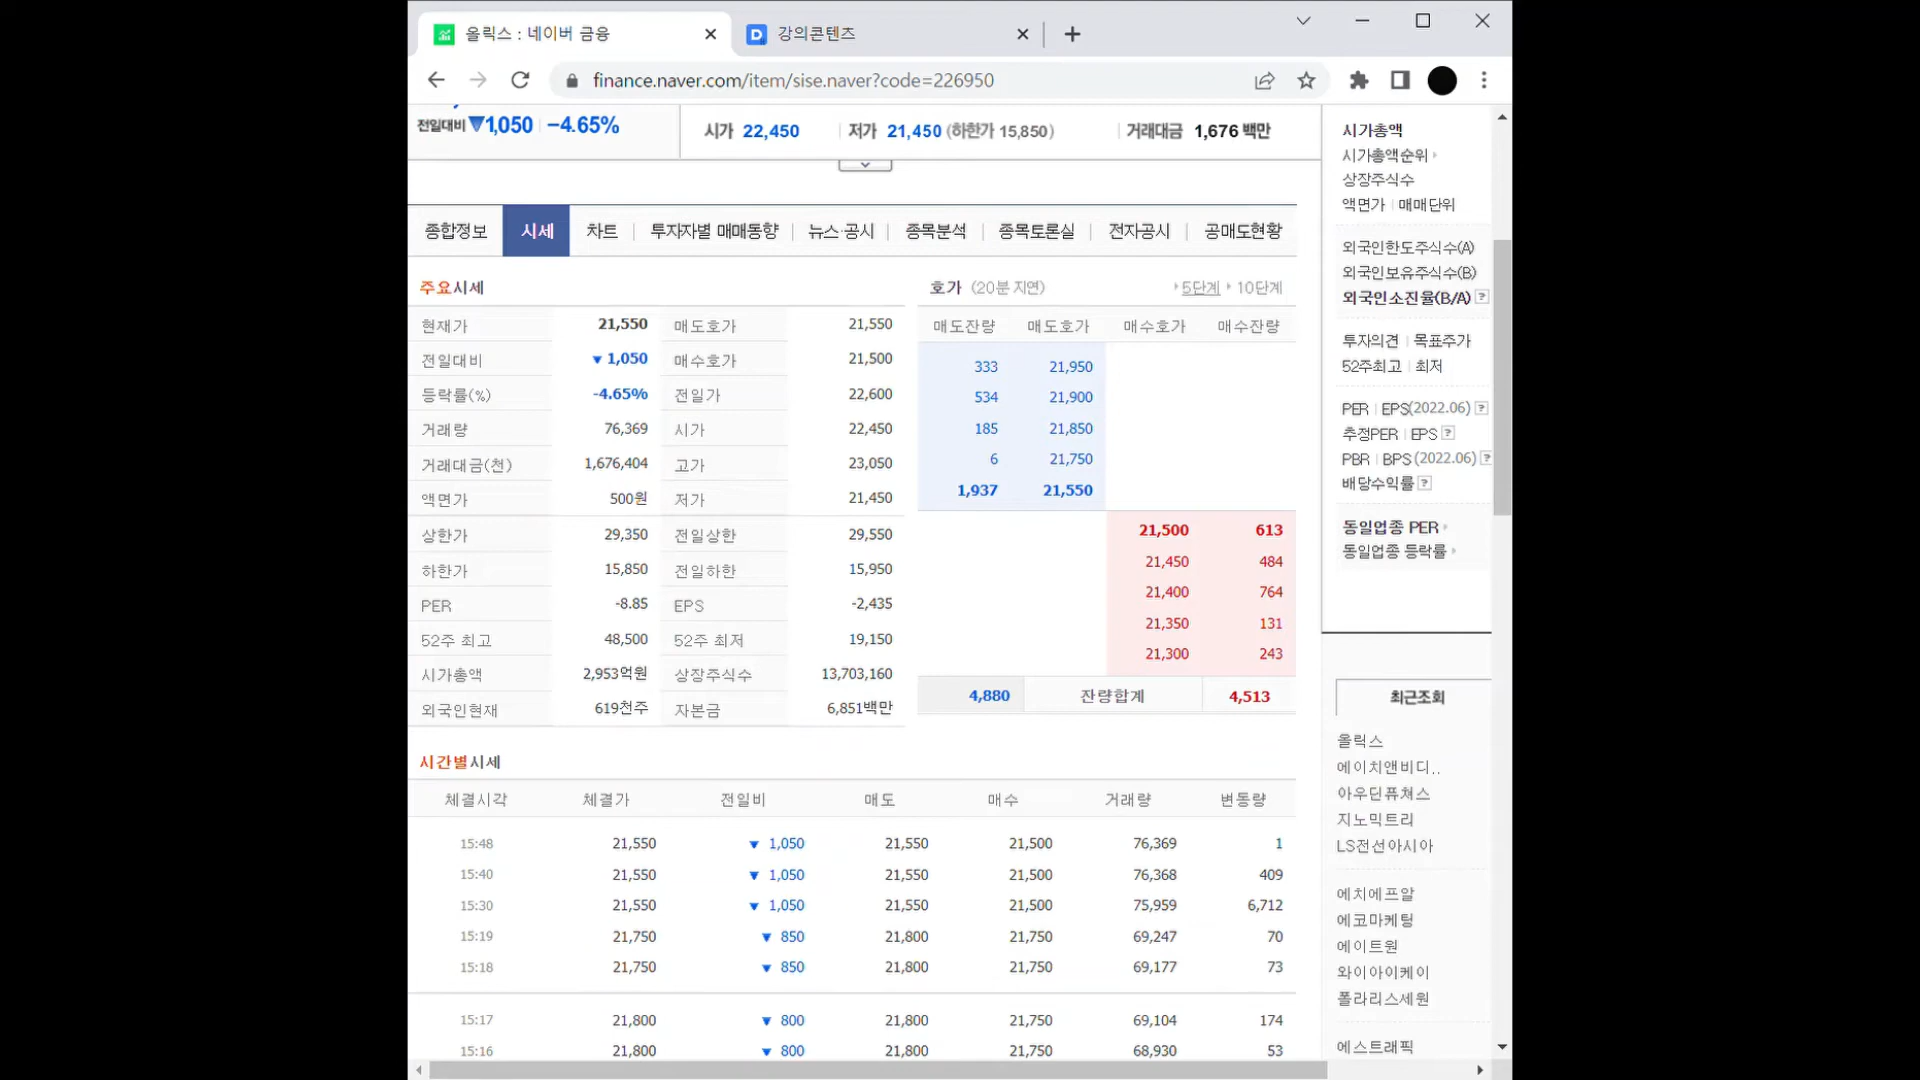 올릭스 : 네이버 금융
강의콘텐츠
finance.naver.com/item/sise.naver?code=226950
전일대비 ▼1,050 -4.65%
시가 22,450 저가 21,450 (하한가 15,850) 거래대금 1,676 백만
종합정보 시세 차트 투자자별 매매동향 뉴스·공시 종목분석 종목토론실 전자공시 공매도현황
주요시세
현재가 21,550 매도호가 21,550
전일대비 ▼ 1,050 매수호가 21,500
등락률(%) -4.65% 전일가 22,600
거래량 76,369 시가 22,450
거래대금(천) 1,676,404 고가 23,050
액면가 500원 저가 21,450
상한가 29,350 전일상한 29,550
하한가 15,850 전일하한 15,950
PER -8.85 EPS -2,435
52주 최고 48,500 52주 최저 19,150
시가총액 2,953억원 상장주식수 13,703,160
외국인현재 619천주 자본금 6,851백만
호가 (20분 지연) 5단계 10단계
매도잔량 매도호가 매수호가 매수잔량
333 21,950
534 21,900
185 21,850
6 21,750
1,937 21,550
21,500 613
21,450 484
21,400 764
21,350 131
21,300 243
4,880 잔량합계 4,513
시간별시세
체결시각 체결가 전일비 매도 매수 거래량 변동량
15:48 21,550 ▼ 1,050 21,550 21,500 76,369 1
15:40 21,550 ▼ 1,050 21,550 21,500 76,368 409
15:30 21,550 ▼ 1,050 21,550 21,500 75,959 6,712
15:19 21,750 ▼ 850 21,800 21,750 69,247 70
15:18 21,750 ▼ 850 21,800 21,750 69,177 73
15:17 21,800 ▼ 800 21,800 21,750 69,104 174
15:16 21,800 ▼ 800 21,800 21,750 68,930 53
시가총액
시가총액순위
상장주식수
액면가 매매단위
외국인한도주식수(A)
외국인보유주식수(B)
외국인소진율(B/A) ?
투자의견 목표주가
52주최고 최저
PER EPS(2022.06) ?
추정PER EPS ?
PBR BPS (2022.06) ?
배당수익률 ?
동일업종 PER
동일업종 등락률
최근조회
올릭스
에이치앤비디..
아우딘퓨쳐스
지노믹트리
LS전선아시아
에치에프알
에코마케팅
에이트원
와이아이케이
폴라리스세원
에스트래픽